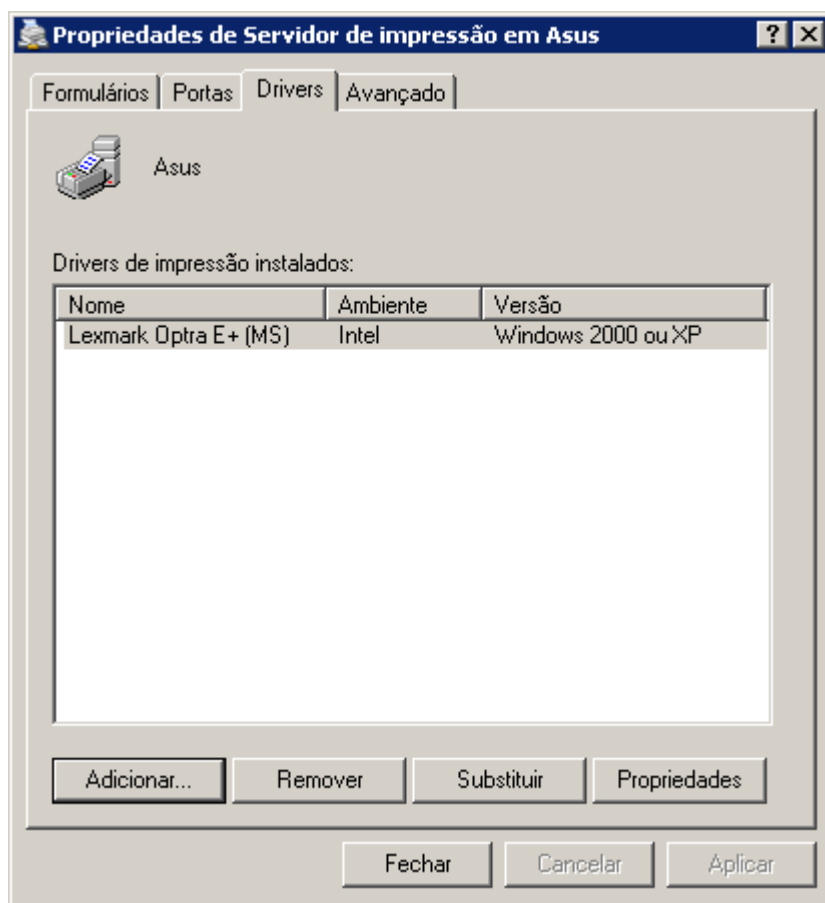 Propriedades de Servidor de impressão em Asus
Formulários Portas Drivers Avançado
Asus
Drivers de impressão instalados:
Nome Ambiente Versão
Lexmark Optra E+ (MS) Intel Windows 2000 ou XP
Adicionar... Remover Substituir Propriedades
Fechar Cancelar Aplicar